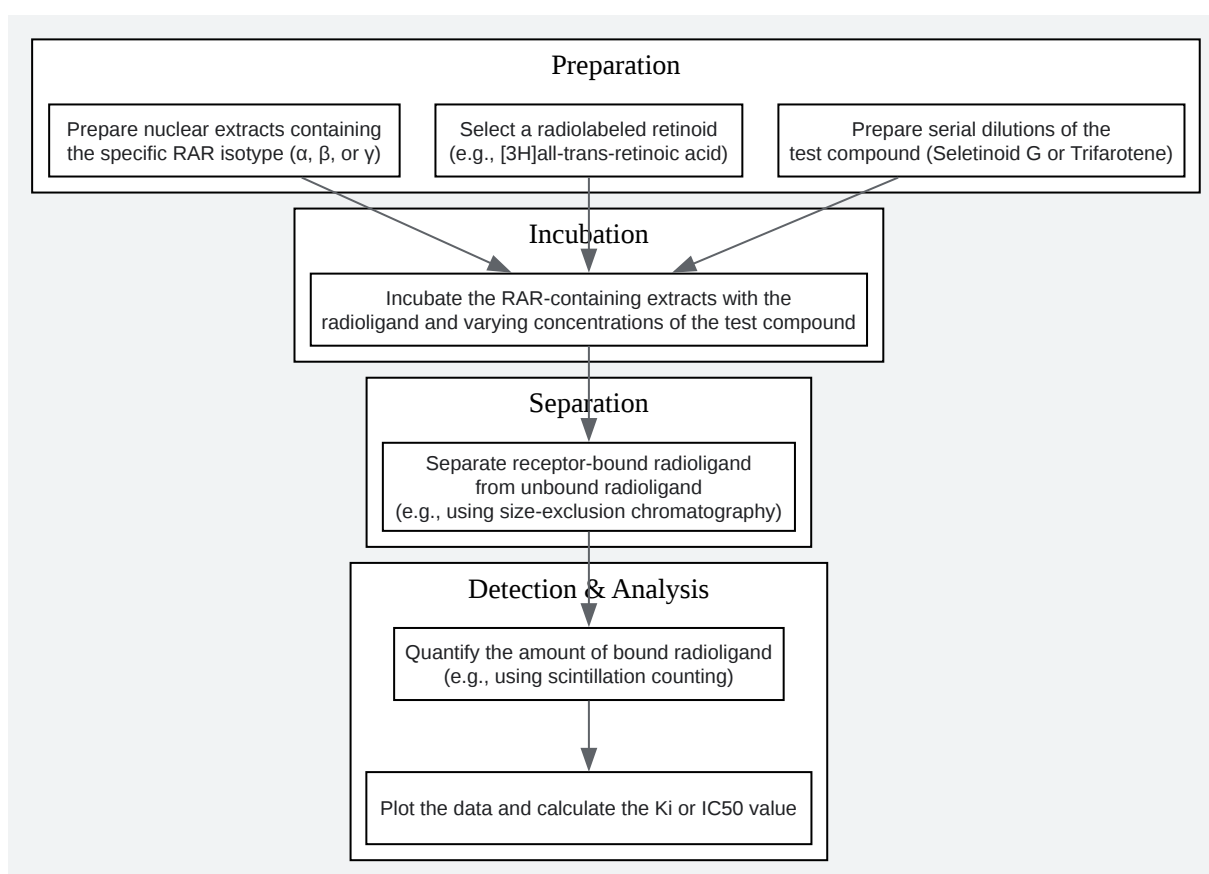 Preparation
Prepare nuclear extracts containing
the specific RAR isotype (α, β, or γ)
Select a radiolabeled retinoid
(e.g., [3H]all-trans-retinoic acid)
Prepare serial dilutions of the
test compound (Seletinoid G or Trifarotene)
Incubation
Incubate the RAR-containing extracts with the
radioligand and varying concentrations of the test compound
Separation
Separate receptor-bound radioligand
from unbound radioligand
(e.g., using size-exclusion chromatography)
Detection & Analysis
Quantify the amount of bound radioligand
(e.g., using scintillation counting)
Plot the data and calculate the Ki or IC50 value